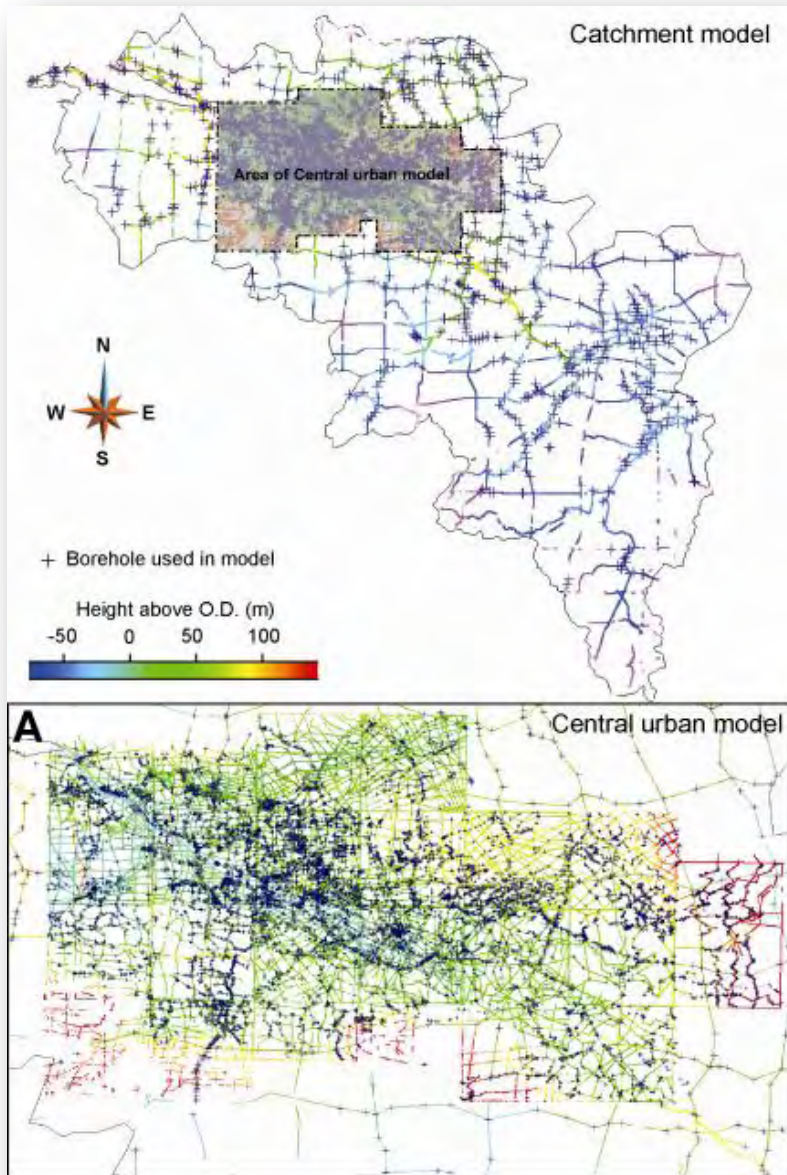 Catchment model
Area of Central urban model
N
W E
S
+ Borehole used in model
Height above O.D. (m)
-50 0 50 100
A
Central urban model